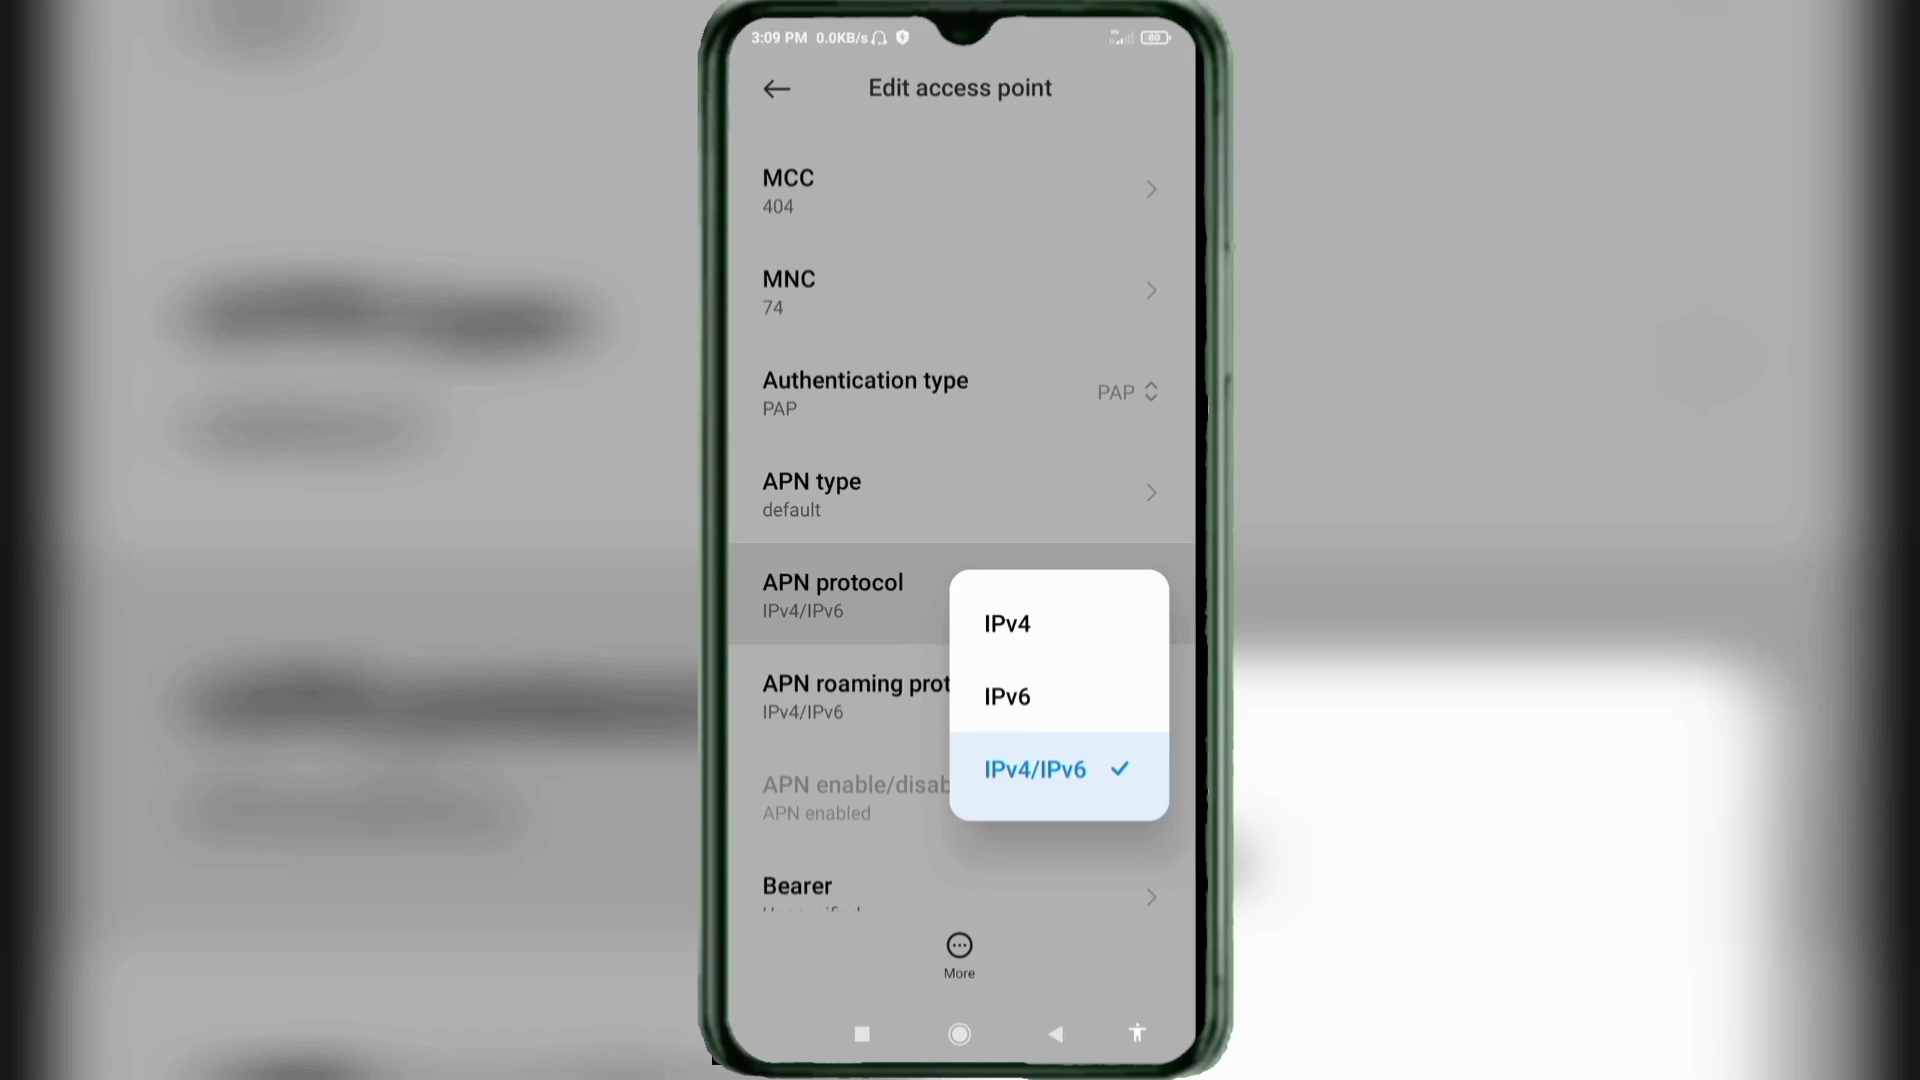 3:09 PM 0.0KB/s
80
Edit access point
MCC
404
MNC
74
Authentication type
PAP
PAP
APN type
default
APN protocol
IPv4/IPv6
IPv4
IPv6
IPv4/IPv6
APN roaming prot
IPv4/IPv6
APN enable/disab
APN enabled
Bearer
More